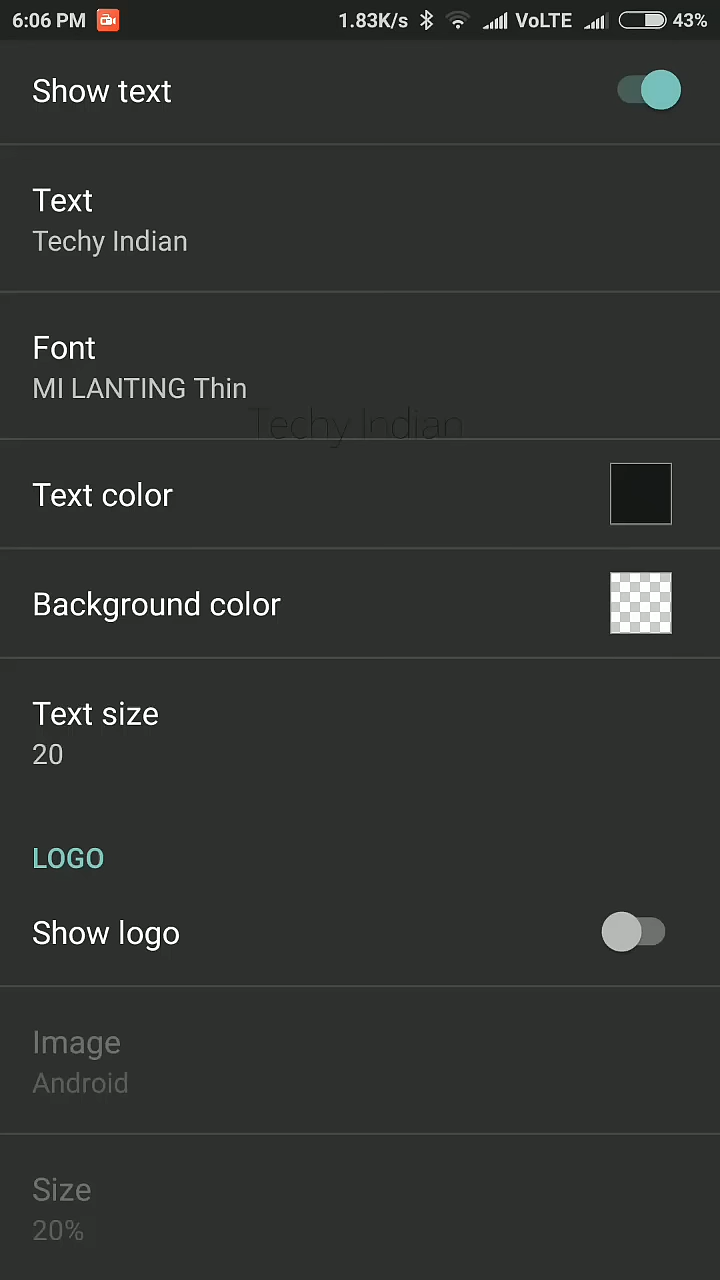 6:06 PM 1.83K/s VoLTE 43%
Show text
Text
Techy Indian
Font
MI LANTING Thin
Techy Indian
Text color
Background color
Text size
20
LOGO
Show logo
Image
Android
Size
20%